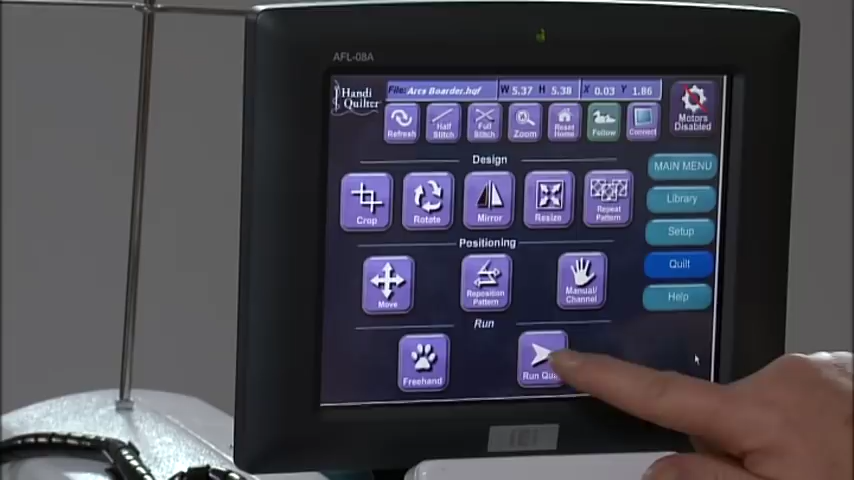 AFL-08A
Handi Quilter
File: Arcs Boarder.hqf W 5.37 H 5.38 X 0.03 Y 1.86
Motors Disabled
Refresh Half Stitch Full Stitch Zoom Reset Home Follow Connect
Design
MAIN MENU
Crop Rotate Mirror Resize Repeat Pattern
Library
Setup
Positioning
Quilt
Move Reposition Pattern Manual/ Channel
Help
Run
Freehand Run